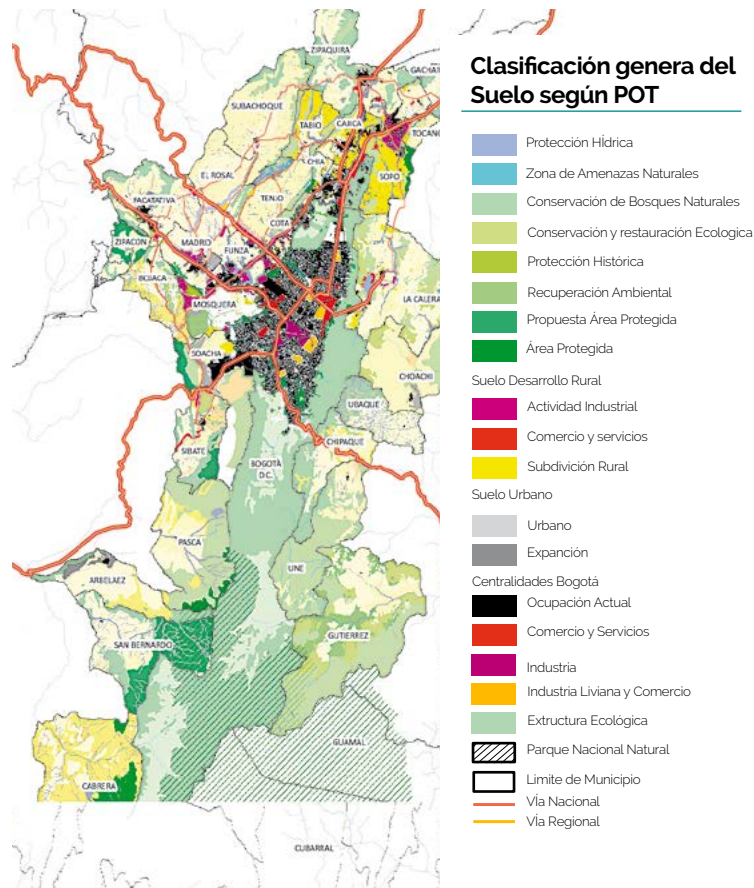 ZIPAQUIRA
GACHAT
SUBACHOQUE
TABIO
CAJICA
TOCANC
CHIA
SOPO
EL ROSAL
TENJO
FACATATIVA
COTA
ZIPACON
MADRID
FUNZA
BOJACA
MOSQUERA
LA CALERA
SOACHA
CHOACHI
UBAQUE
SIBATE
BOGOTÀ
D.C.
CHIPAQUE
PASCA
UNE
ARBELAEZ
GUTIERREZ
SAN BERNARDO
GUAMAL
CABRERA
CUBARRAL
Clasificación genera del
Suelo según POT
Protección HÍdrica
Zona de Amenazas Naturales
Conservación de Bosques Naturales
Conservación y restauración Ecologica
Protección Histórica
Recuperación Ambiental
Propuesta Área Protegida
Área Protegida
Suelo Desarrollo Rural
Actividad Industrial
Comercio y servicios
Subdivisión Rural
Suelo Urbano
Urbano
Expanción
Centralidades Bogotá
Ocupación Actual
Comercio y Servicios
Industria
Industria Liviana y Comercio
Extructura Ecológica
Parque Nacional Natural
Limite de Municipio
VÍa Nacional
VÍa Regional